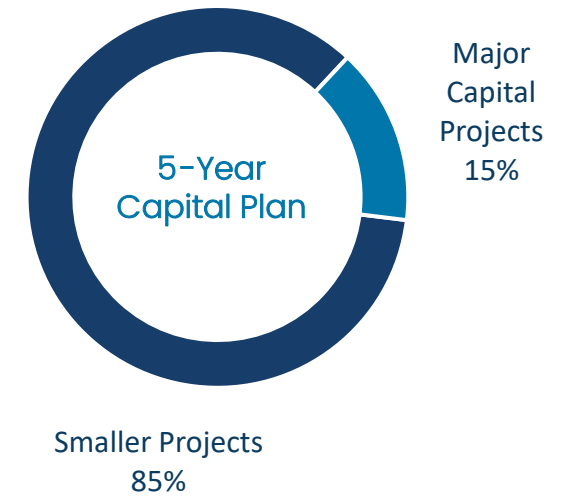 5-Year
Capital Plan
Major
Capital
Projects
15%
Smaller Projects
85%